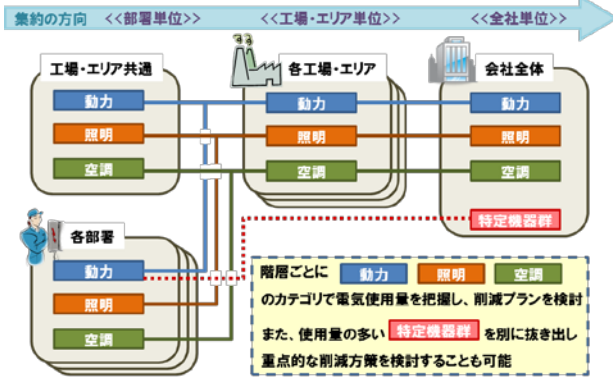 集約の方向 <<部署単位>> <<工場・エリア単位>> <<全社単位>>
工場・エリア共通
動力
照明
空調
各工場・エリア
動力
照明
空調
会社全体
動力
照明
空調
特定機器群
各部署
動力
照明
空調
階層ごとに 動力 照明 空調
のカテゴリで電気使用量を把握し、削減プランを検討
また、使用量の多い 特定機器群 を別に抜き出し
重点的な削減方策を検討することも可能